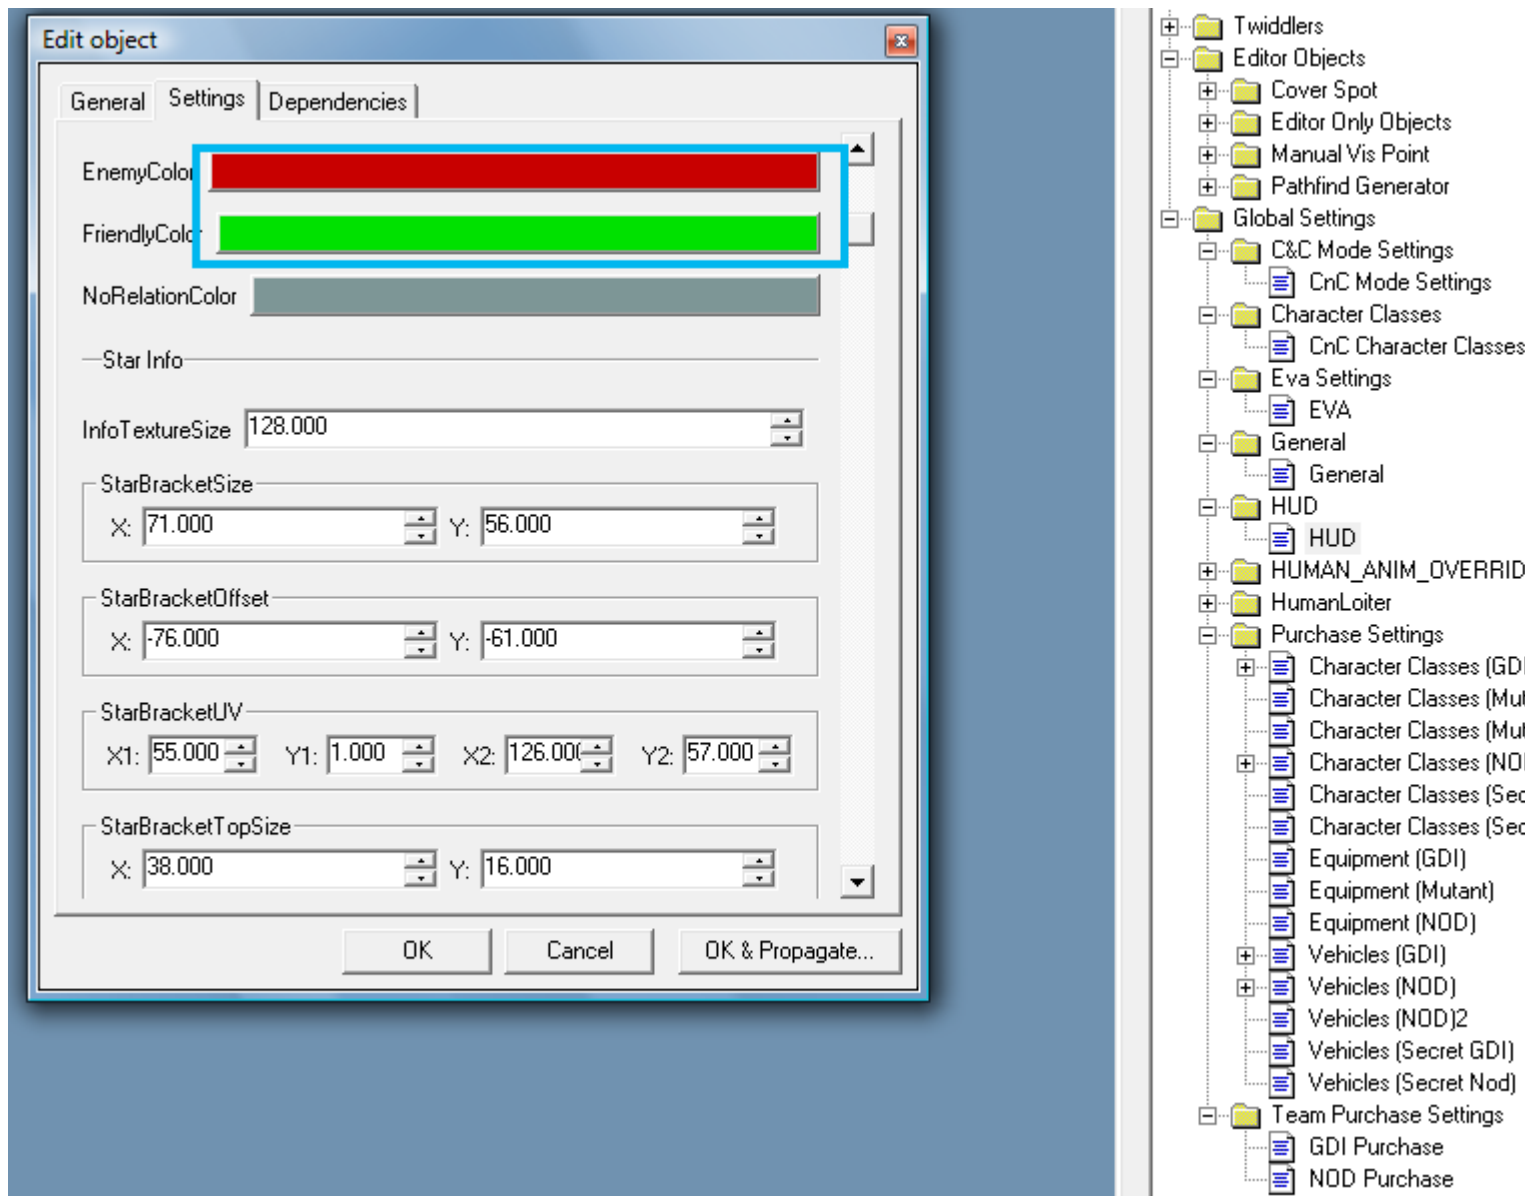 Edit object
General Settings Dependencies
EnemyColor
FriendlyColor
NoRelationColor
Star Info
InfoTextureSize 128.000
StarBracketSize
X: 71.000 Y: 56.000
StarBracketOffset
X: -76.000 Y: -61.000
StarBracketUV
X1: 55.000 Y1: 1.000 X2: 126.000 Y2: 57.000
StarBracketTopSize
X: 38.000 Y: 16.000
OK Cancel OK & Propagate...
Twiddlers
Editor Objects
Cover Spot
Editor Only Objects
Manual Vis Point
Pathfind Generator
Global Settings
C&C Mode Settings
CnC Mode Settings
Character Classes
CnC Character Classes
Eva Settings
EVA
General
General
HUD
HUD
HUMAN_ANIM_OVERRID
HumanLoiter
Purchase Settings
Character Classes (GDI
Character Classes (Mut
Character Classes (Mut
Character Classes (NO
Character Classes (Sec
Character Classes (Sec
Equipment (GDI)
Equipment (Mutant)
Equipment (NOD)
Vehicles (GDI)
Vehicles (NOD)
Vehicles (NOD)2
Vehicles (Secret GDI)
Vehicles (Secret Nod)
Team Purchase Settings
GDI Purchase
NOD Purchase